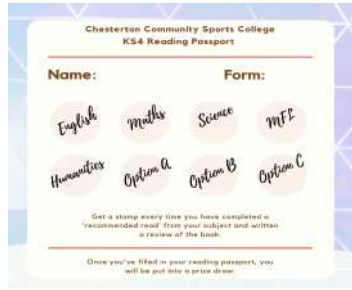 Chesterton Community Sports College
KS4 Reading Passport
Name: Form:
English Maths Science MFL
Humanities Option A Option B Option C
Get a stamp every time you have completed a
'recommended read' from your subject and written
a review of the book.
Once you've filled in your reading passport, you
will be put into a prize draw